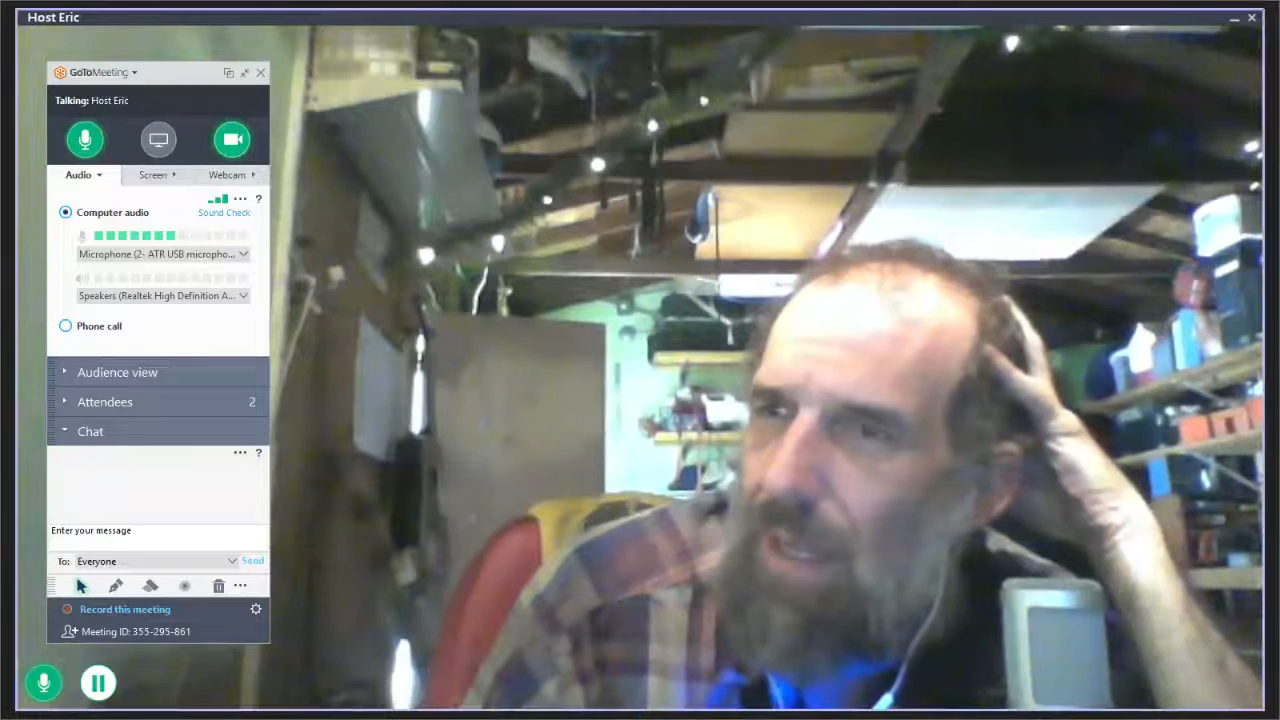 Host Eric
GoToMeeting
Talking: Host Eric
Audio
Screen
Webcam
?
Computer audio
Sound Check
Microphone (2- ATR USB micropho...
Speakers (Realtek High Definition A...
Phone call
Audience view
Attendees 2
Chat
?
Enter your message
To: Everyone
Send
Record this meeting
Meeting ID: 355-295-861